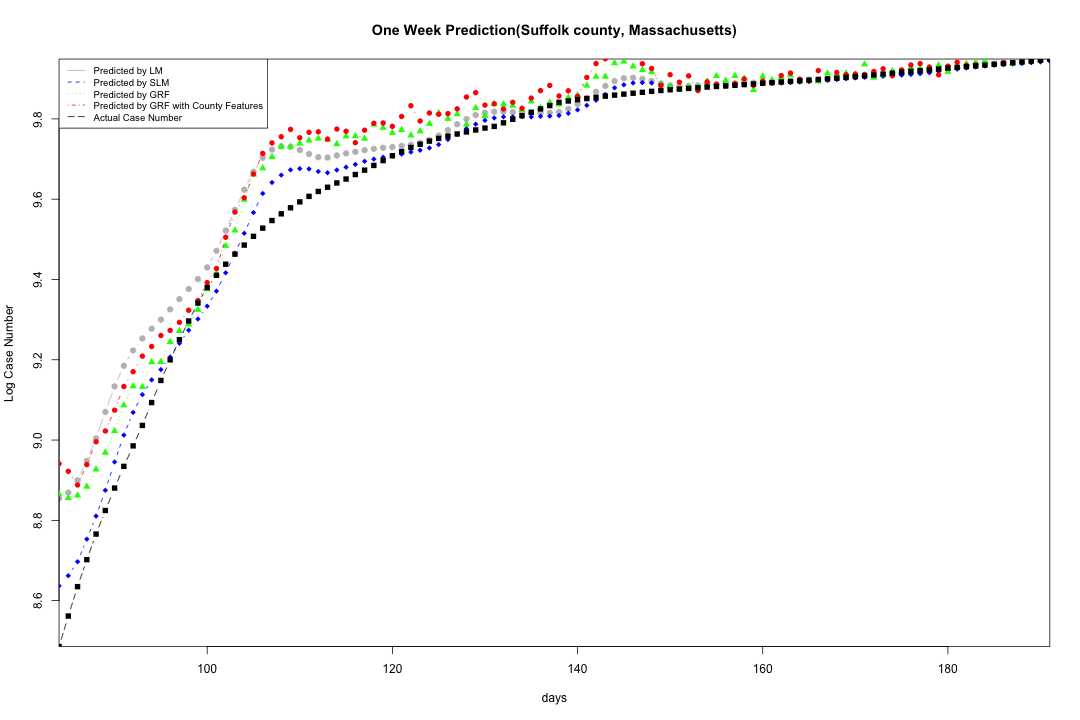 One Week Prediction(Suffolk county, Massachusetts)
Predicted by LM
Predicted by SLM
Predicted by GRF
Predicted by GRF with County Features
Actual Case Number
Log Case Number
9.8
9.6
9.4
9.2
9.0
8.8
8.6
100 120 140 160 180
days